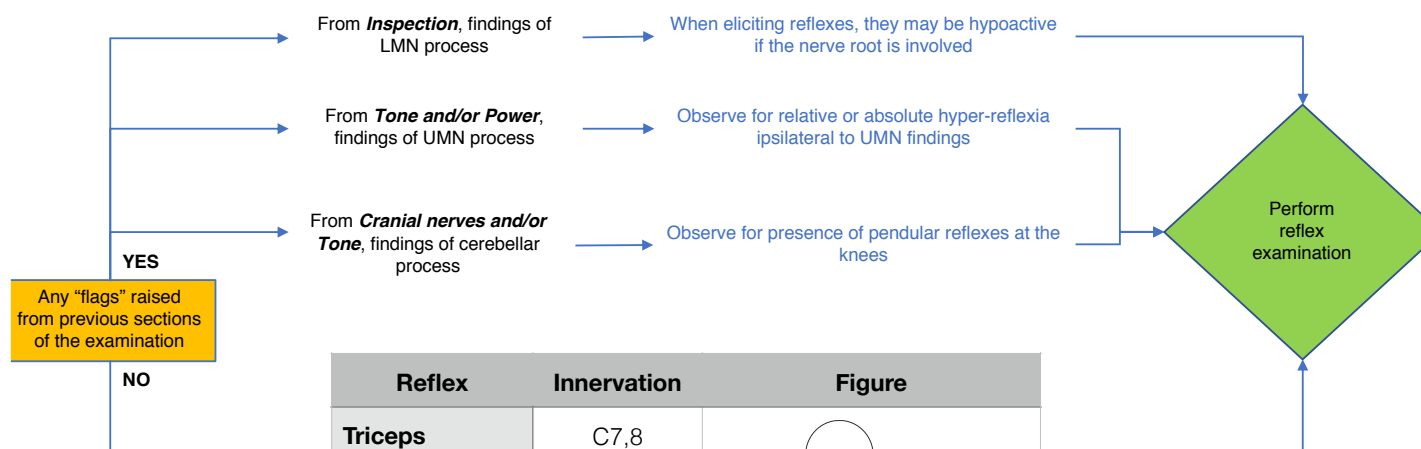 From Inspection, findings of
LMN process
When eliciting reflexes, they may be hypoactive
if the nerve root is involved
From Tone and/or Power,
findings of UMN process
Observe for relative or absolute hyper-reflexia
ipsilateral to UMN findings
From Cranial nerves and/or
Tone, findings of cerebellar
process
Observe for presence of pendular reflexes at the
knees
Perform
reflex
examination
YES
Any “flags” raised
from previous sections
of the examination
NO
Reflex Innervation Figure
Triceps C7,8